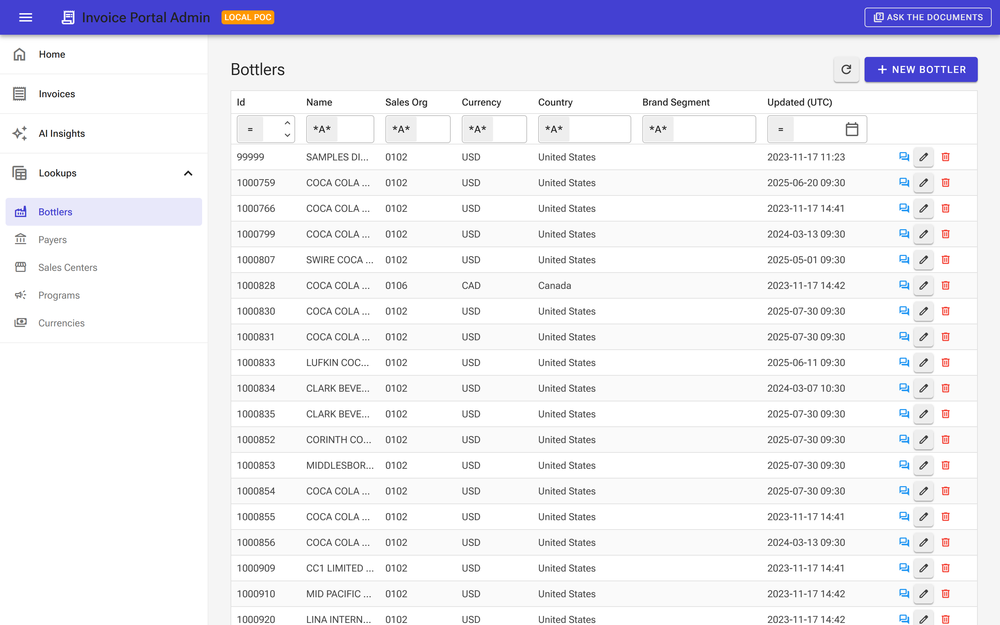 Invoice Portal Admin LOCAL POC ASK THE DOCUMENTS
Home
Invoices
AI Insights
Lookups
Bottlers
Payers
Sales Centers
Programs
Currencies
Bottlers
NEW BOTTLER
Id Name Sales Org Currency Country Brand Segment Updated (UTC)
= *A* *A* *A* *A* *A* =
99999 SAMPLES DI... 0102 USD United States 2023-11-17 11:23
1000759 COCA COLA ... 0102 USD United States 2025-06-20 09:30
1000766 COCA COLA ... 0102 USD United States 2023-11-17 14:41
1000799 COCA COLA ... 0102 USD United States 2024-03-13 09:30
1000807 SWIRE COCA ... 0102 USD United States 2025-05-01 09:30
1000828 COCA COLA ... 0106 CAD Canada 2023-11-17 14:42
1000830 COCA COLA ... 0102 USD United States 2025-07-30 09:30
1000831 COCA COLA ... 0102 USD United States 2025-07-30 09:30
1000833 LUFKIN COC... 0102 USD United States 2025-06-11 09:30
1000834 CLARK BEVE... 0102 USD United States 2024-03-07 10:30
1000835 CLARK BEVE... 0102 USD United States 2025-07-30 09:30
1000852 CORINTH CO... 0102 USD United States 2025-07-30 09:30
1000853 MIDDLESBOR... 0102 USD United States 2025-07-30 09:30
1000854 COCA COLA ... 0102 USD United States 2025-07-30 09:30
1000855 COCA COLA ... 0102 USD United States 2023-11-17 14:41
1000856 COCA COLA ... 0102 USD United States 2024-03-13 09:30
1000909 CC1 LIMITED ... 0102 USD United States 2023-11-17 14:41
1000910 MID PACIFIC ... 0102 USD United States 2023-11-17 14:42
1000920 LINA INTERN... 0102 USD United States 2023-11-17 14:42